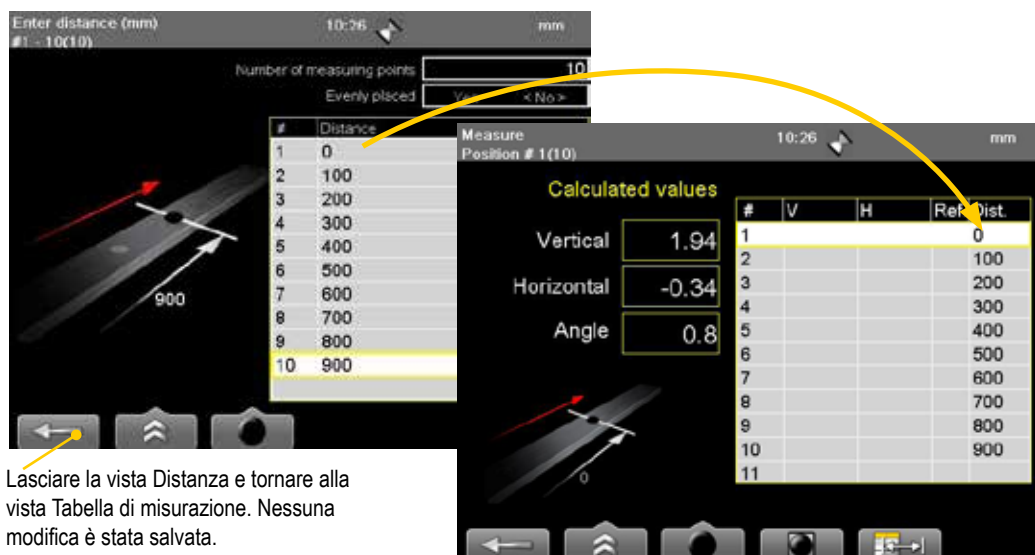 Enter distance (mm) 10:26 mm
#1 - 10(10)
Number of measuring points 10
Evenly placed Yes < No >
# Distance
1 0
2 100
3 200
4 300
5 400
6 500
7 600
8 700
9 800
10 900
900
Lasciare la vista Distanza e tornare alla
vista Tabella di misurazione. Nessuna
modifica è stata salvata.
Measure 10:26 mm
Position # 1(10)
Calculated values
Vertical 1.94
Horizontal -0.34
Angle 0.8
# V H Ref Dist.
1 0
2 100
3 200
4 300
5 400
6 500
7 600
8 700
9 800
10 900
11
0